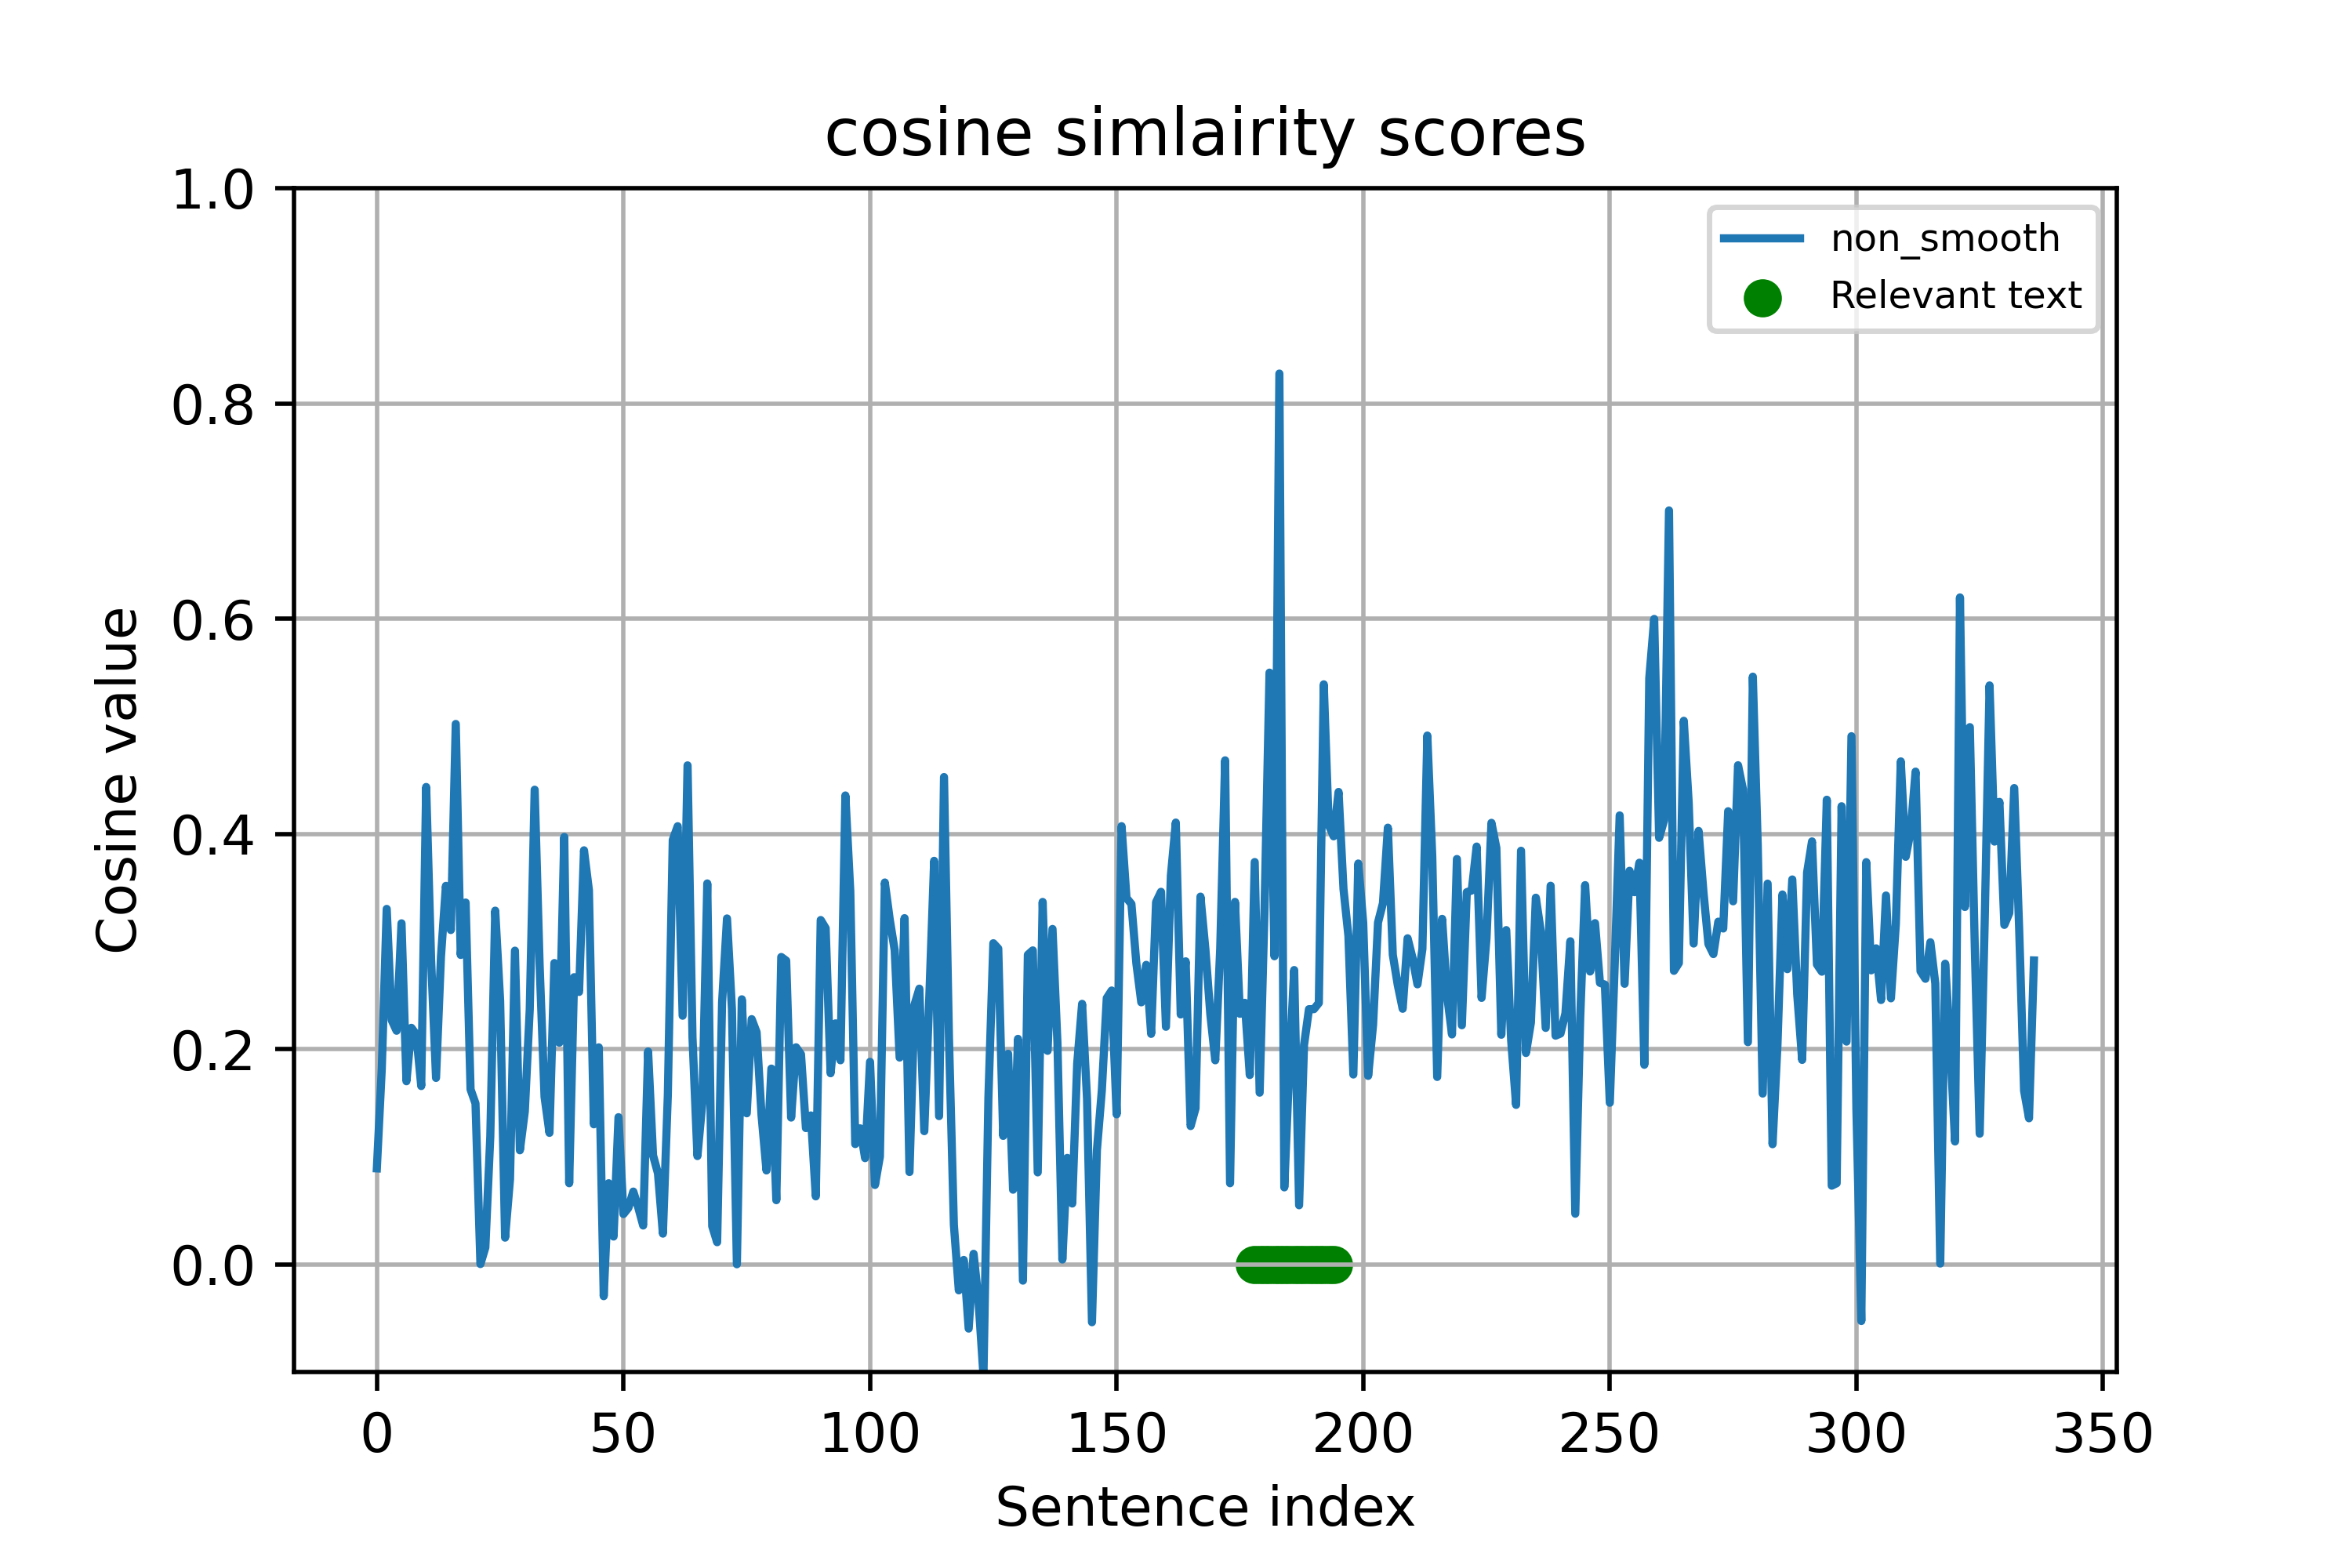 cosine simlairity scores
1.0
0.8
0.6
0.4
0.2
0.0
Cosine value
non_smooth
Relevant text
0 50 100 150 200 250 300 350
Sentence index